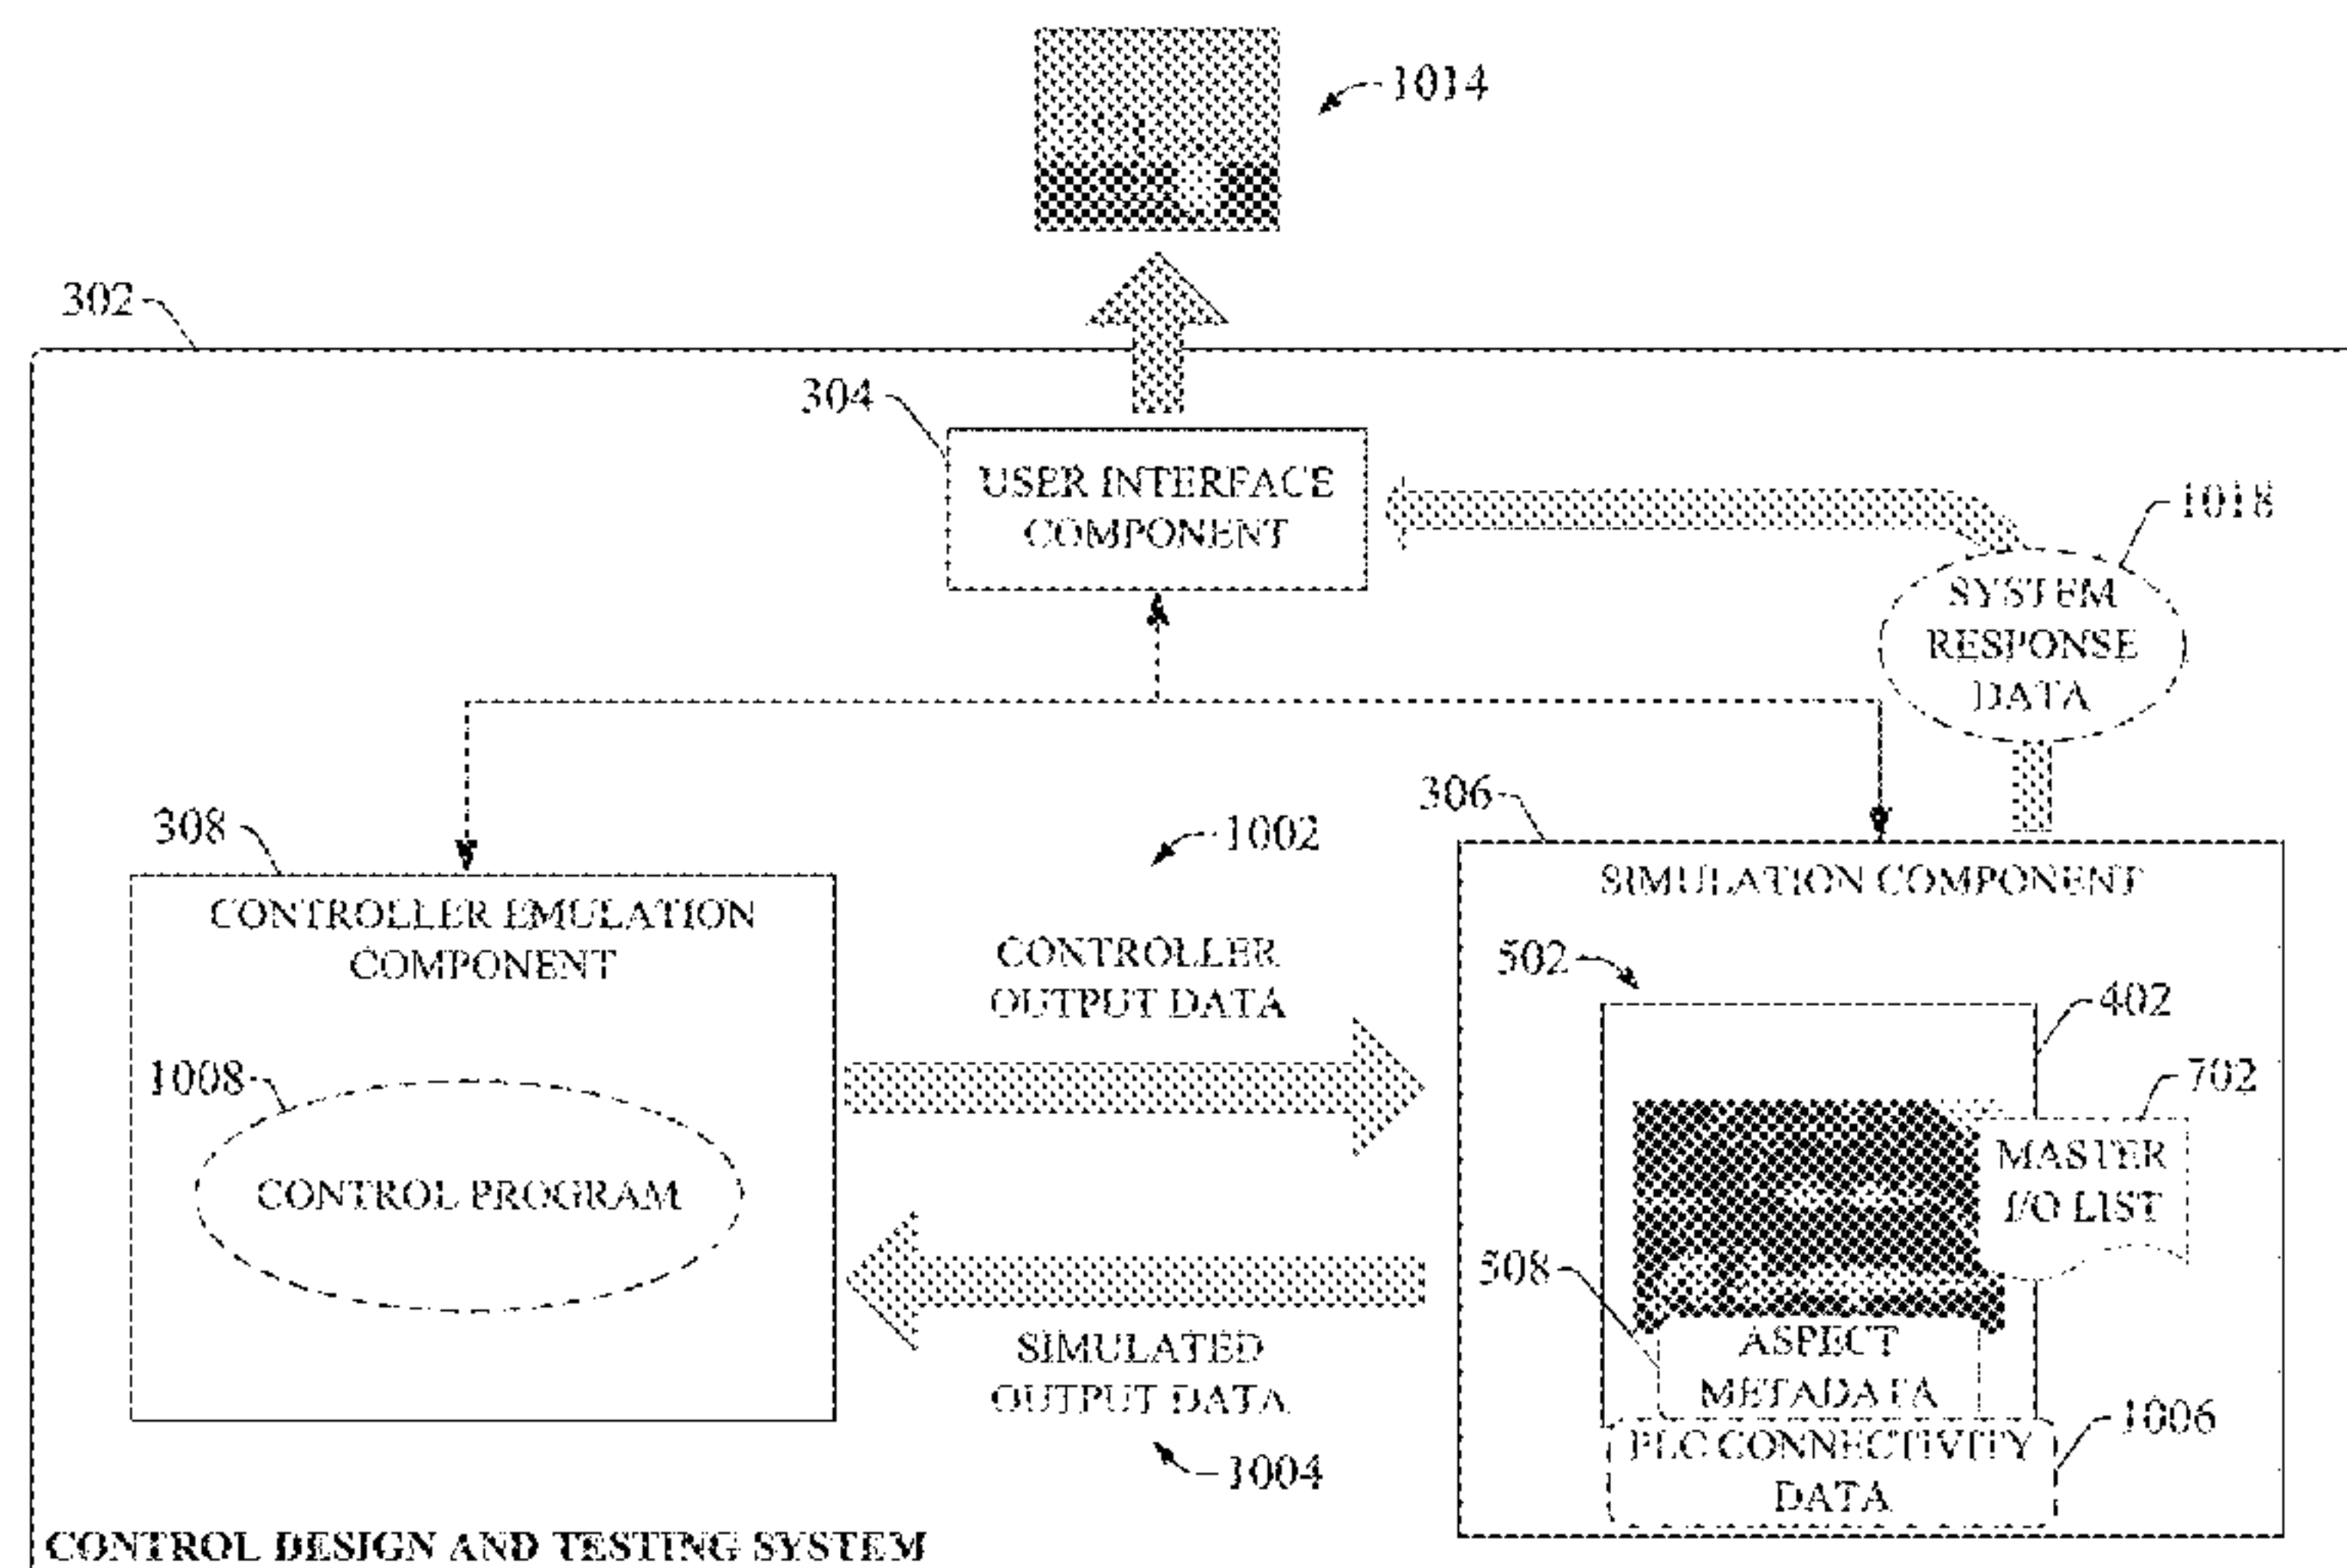 1014
302
304
USER INTERFACE
COMPONENT
1018
SYSTEM
RESPONSE
DATA
308
1002
306
CONTROLLER EMULATION
COMPONENT
SIMULATION COMPONENT
CONTROLLER
OUTPUT DATA
502
402
1008
702
CONTROL PROGRAM
MASTER
I/O LIST
508
SIMULATED
OUTPUT DATA
ASPECT
METADATA
1006
PLC CONNECTIVITY
DATA
1004
CONTROL DESIGN AND TESTING SYSTEM